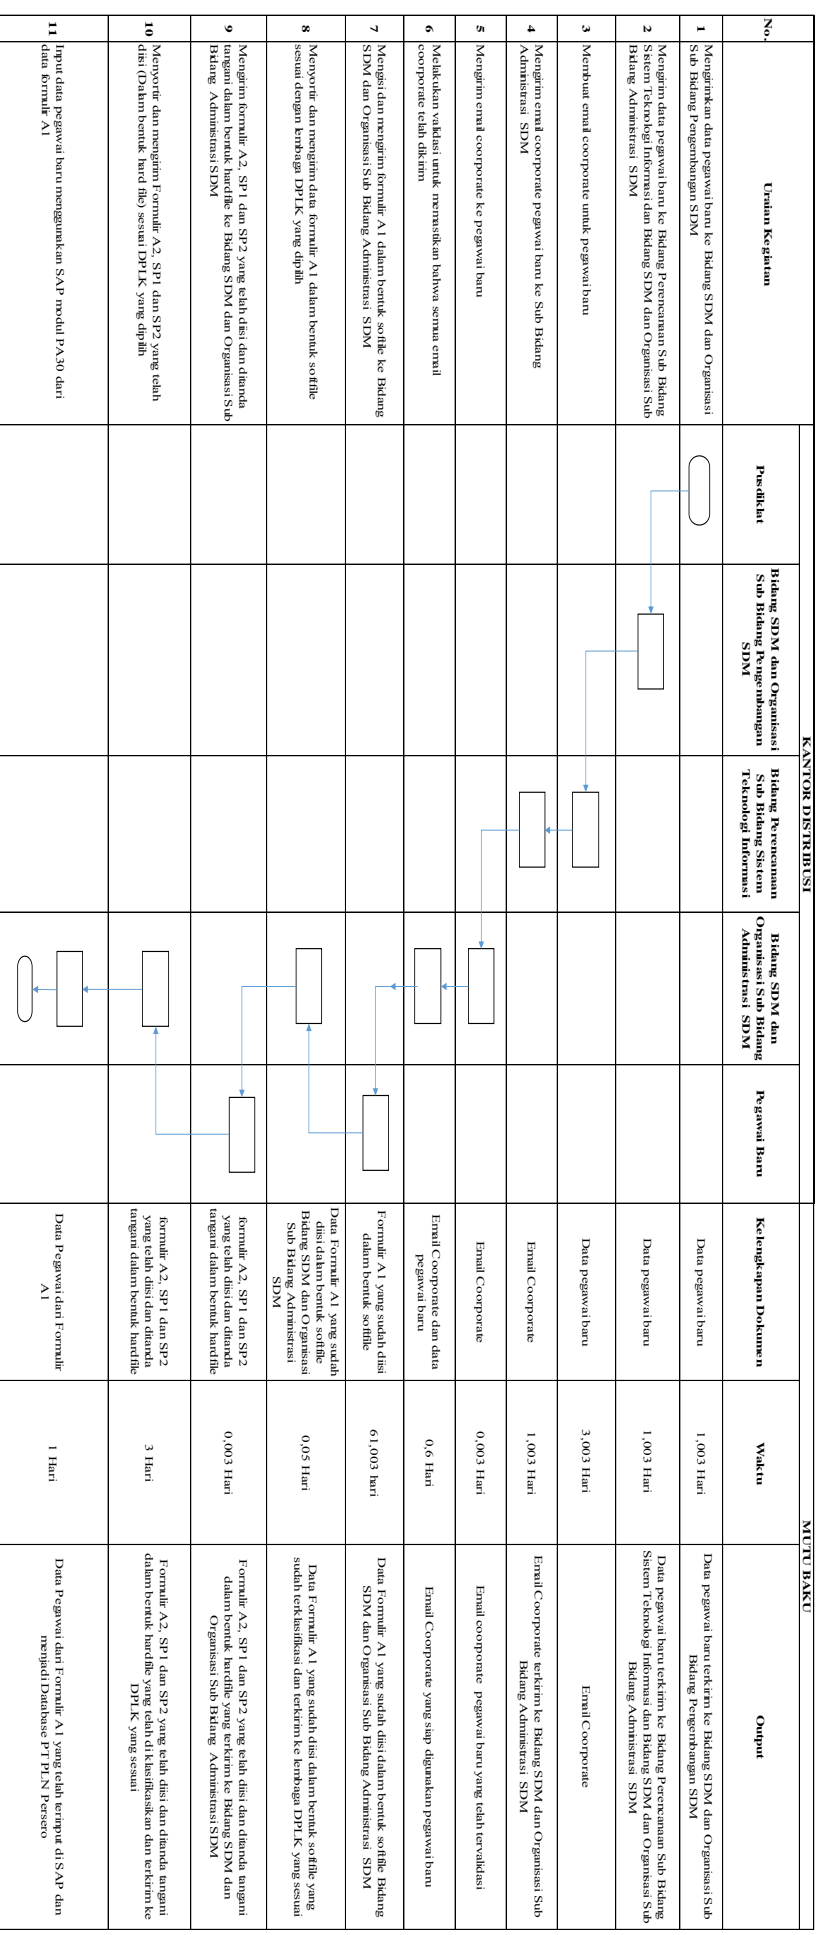 KANTOR DISTRIBUSI
MUTU BAKU
No.
Uraian Kegiatan
Pusdiklat
Bidang SDM dan Organisasi
Sub Bidang Pengembangan
SDM
Bidang Perencanaan
Sub Bidang Sistem
Teknologi Informasi
Bidang SDM dan
Organisasi Sub Bidang
Administrasi SDM
Pegawai Baru
Kelengkapan Dokumen
Waktu
Output
1
Mengirimkan data pegawai baru ke Bidang SDM dan Organisasi
Sub Bidang Pengembangan SDM
Data pegawai baru
1,003 Hari
Data pegawai baru terkirim ke Bidang SDM dan Organisasi Sub
Bidang Pengembangan SDM
2
Mengirim data pegawai baru ke Bidang Perencanaan Sub Bidang
Sistem Teknologi Informasi dan Bidang SDM dan Organisasi Sub
Bidang Administrasi SDM
Data pegawai baru
1,003 Hari
Data pegawai baru terkirim ke Bidang Perencanaan Sub Bidang
Sistem Teknologi Informasi dan Bidang SDM dan Organisasi Sub
Bidang Administrasi SDM
3
Membuat email coorporate untuk pegawai baru
Data pegawai baru
3,003 Hari
Email Coorporate
4
Mengirim email coorporate pegawai baru ke Sub Bidang
Administrasi SDM
Email Coorporate
1,003 Hari
Email Coorporate terkirim ke Bidang SDM dan Organisasi Sub
Bidang Administrasi SDM
5
Mengirim email coorporate ke pegawai baru
Email Coorporate
0,003 Hari
Email coorporate pegawai baru yang telah tervalidasi
6
Melakukan validasi untuk memastikan bahwa semua email
coorporate telah dikirim
Email Coorporate dan data
pegawai baru
0,6 Hari
Email Coorporate yang siap digunakan pegawai baru
7
Mengisi dan mengirim formulir A1 dalam bentuk softfile ke Bidang
SDM dan Organisasi Sub Bidang Administrasi SDM
Formulir A1 yang sudah diisi
dalam bentuk softfile
61,003 hari
Data Formulir A1 yang sudah diisi dalam bentuk softfile Bidang
SDM dan Organisasi Sub Bidang Administrasi SDM
8
Menyortir dan mengirim data formulir A1 dalam bentuk softfile
sesuai dengan lembaga DPLK yang dipilih
Data Formulir A1 yang sudah
diisi dalam bentuk softfile
Bidang SDM dan Organisasi
Sub Bidang Administrasi
SDM
0,05 Hari
Data Formulir A1 yang sudah diisi dalam bentuk softfile yang
sudah terklasifikasi dan terkirim ke lembaga DPLK yang sesuai
9
Mengirim formulir A2, SP1 dan SP2 yang telah diisi dan ditanda
tangani dalam bentuk hardfile ke Bidang SDM dan Organisasi Sub
Bidang Administrasi SDM
formulir A2, SP1 dan SP2
yang telah diisi dan ditanda
tangani dalam bentuk hardfile
0,003 Hari
Formulir A2, SP1 dan SP2 yang telah diisi dan ditanda tangani
dalam bentuk hardfile yang terkirim ke Bidang SDM dan
Organisasi Sub Bidang Administrasi SDM
10
Menyortir dan mengirim Formulir A2, SP1 dan SP2 yang telah
diisi (Dalam bentuk hard file) sesuai DPLK yang dipilih
formulir A2, SP1 dan SP2
yang telah diisi dan ditanda
tangani dalam bentuk hardfile
3 Hari
Formulir A2, SP1 dan SP2 yang telah diisi dan ditanda tangani
dalam bentuk hardfile yang telah di klasifikasikan dan terkirim ke
DPLK yang sesuai
11
Input data pegawai baru menggunakan SAP modul PA30 dari
data formulir A1
Data Pegawai dari Formulir
A1
1 Hari
Data Pegawai dari Formulir A1 yang telah terinput di SAP dan
menjadi Database PT PLN Persero